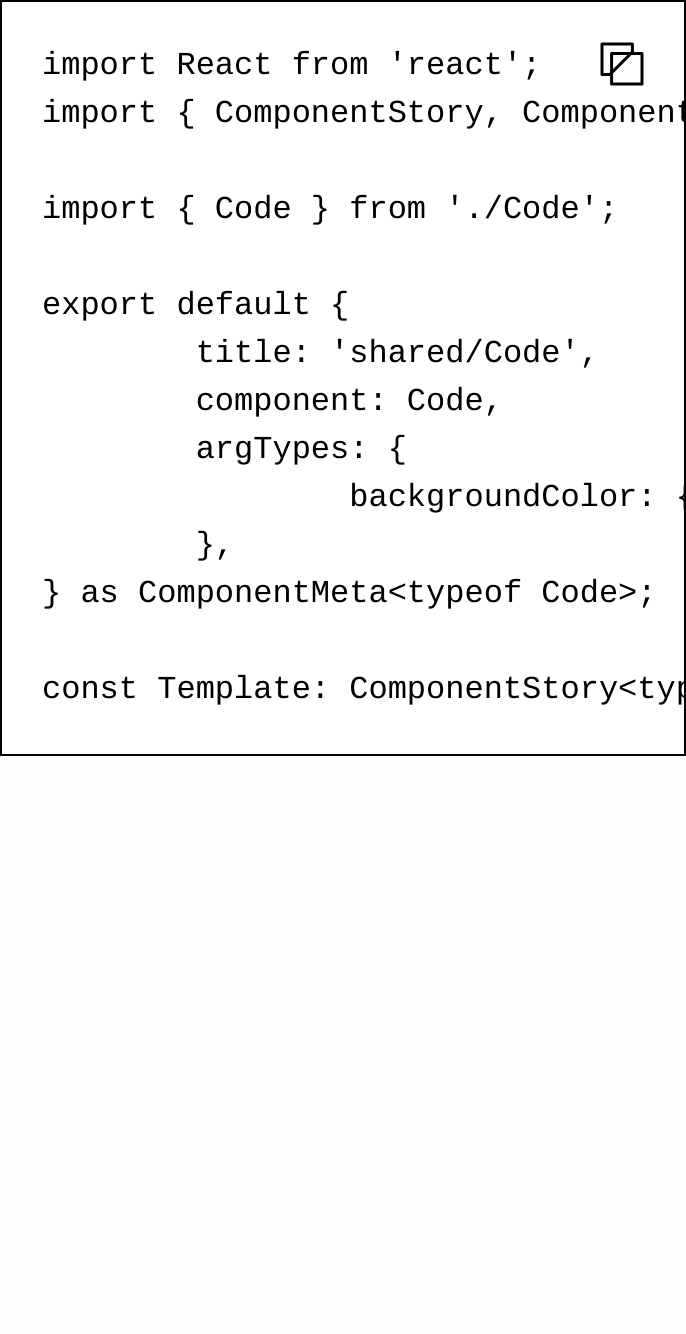 import React from 'react';
import { ComponentStory, Component
import { Code } from './Code';
export default {
title: 'shared/Code',
component: Code,
argTypes: {
backgroundColor: {
},
} as ComponentMeta<typeof Code>;
const Template: ComponentStory<typ